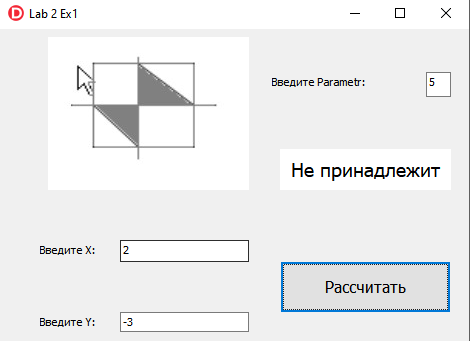 Lab 2 Ex1
Введите Parametr:
5
Не принадлежит
Введите X:
2
Рассчитать
Введите Y:
-3